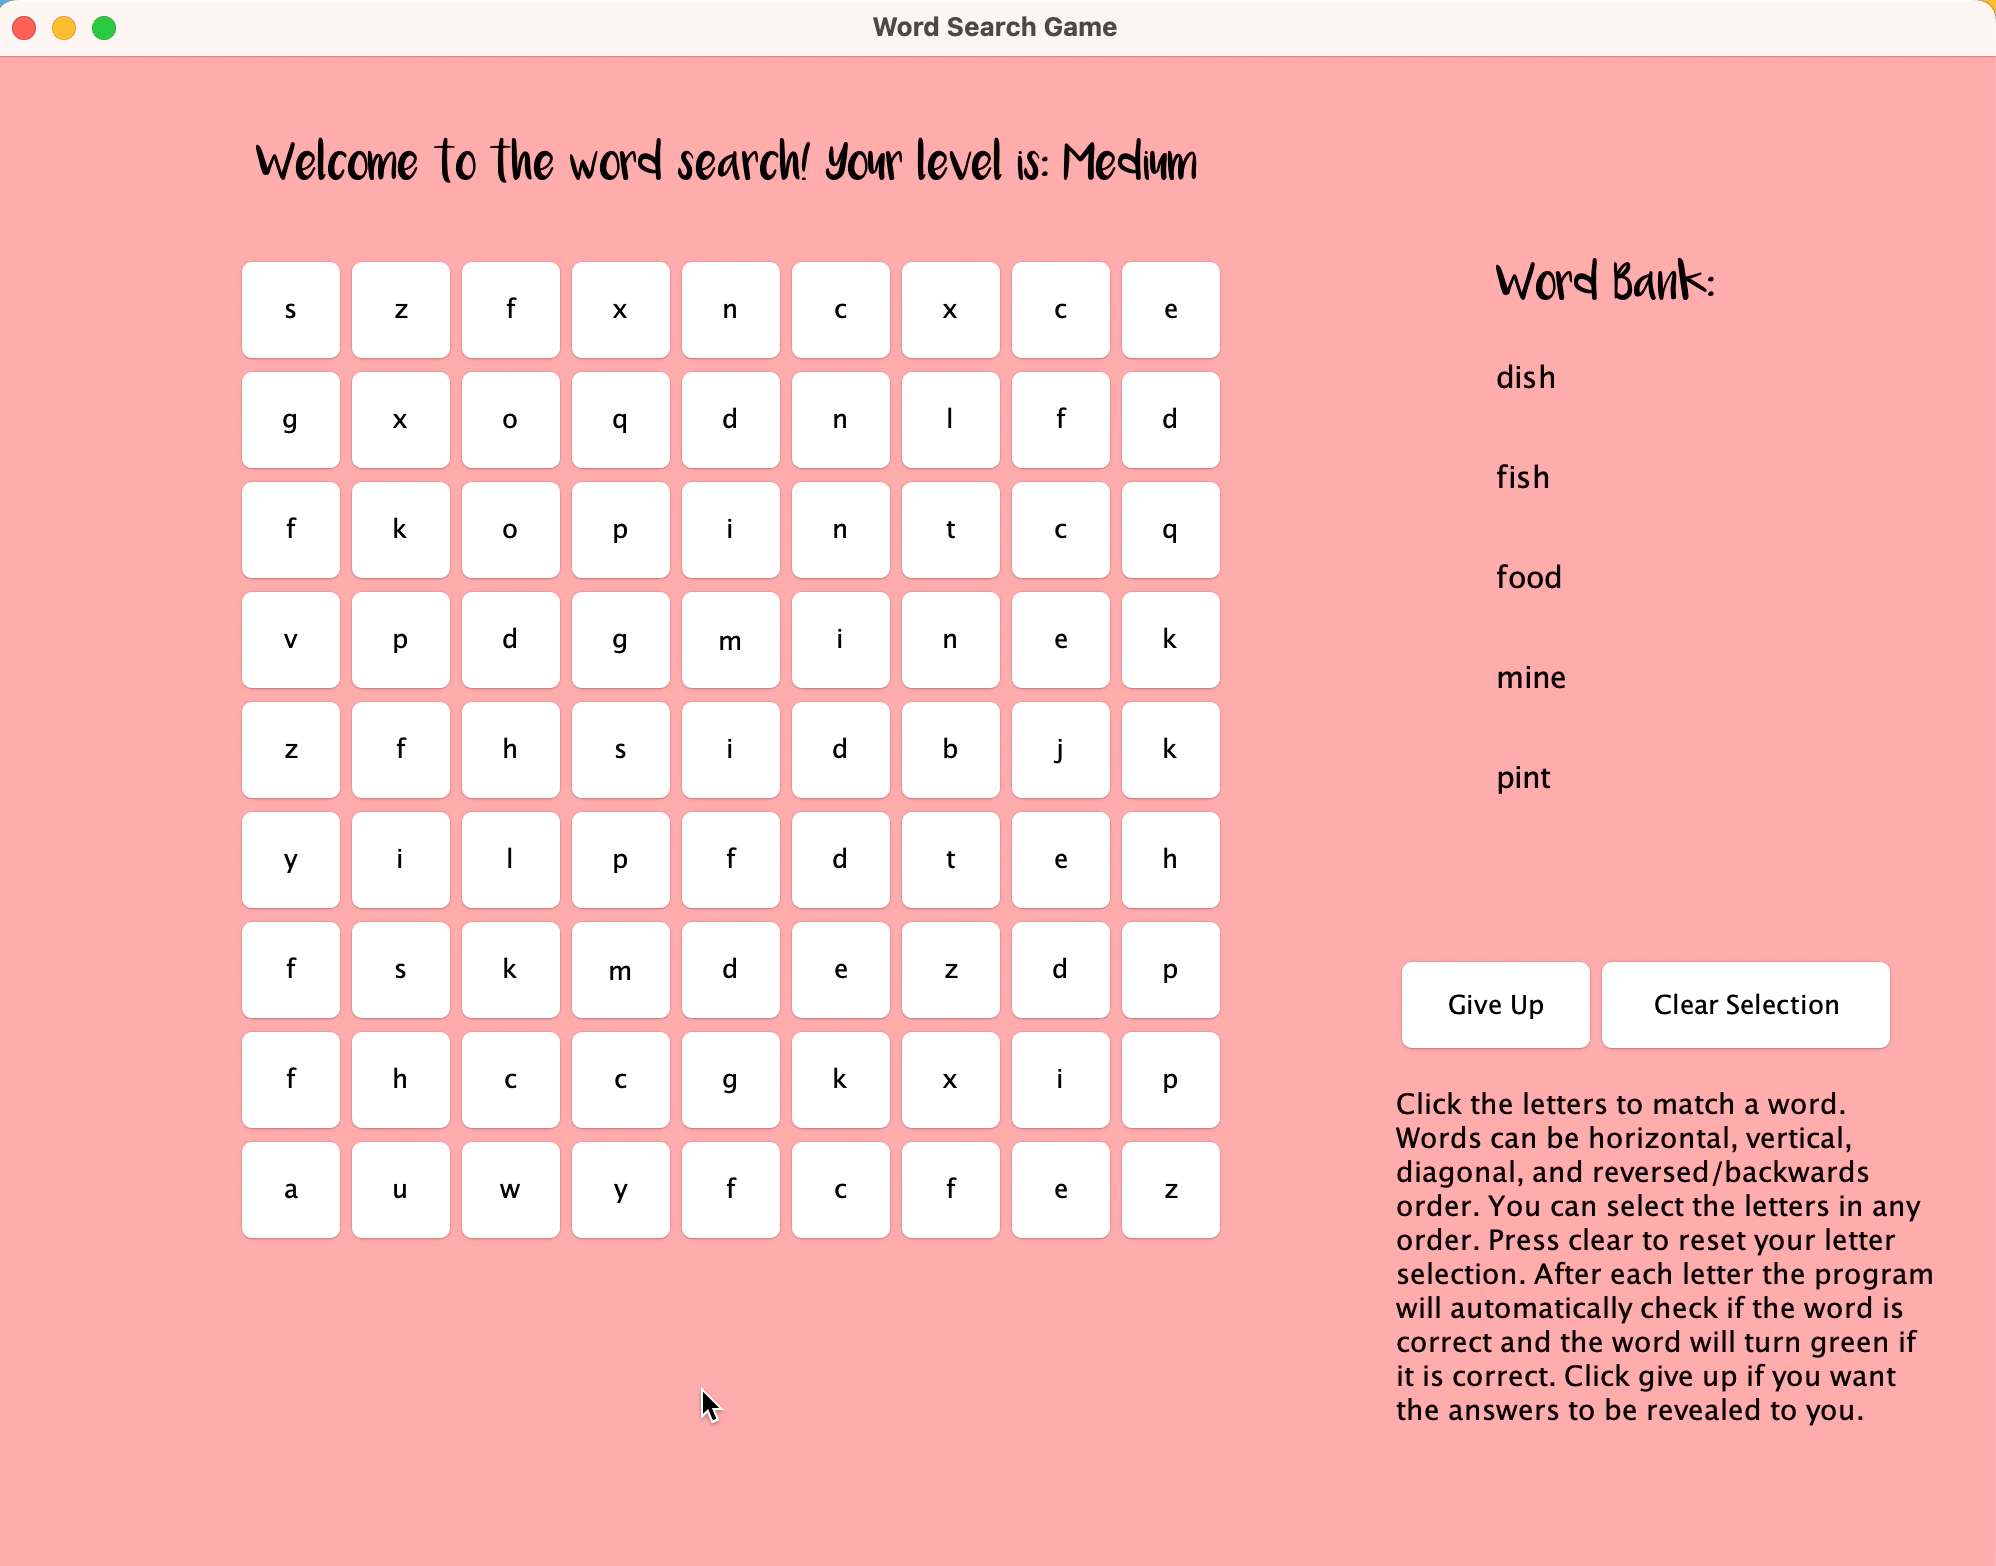 Word Search Game
Welcome to the word search! Your level is: Medium
s z f x n c x c e
g x o q d n l f d
f k o p i n t c q
v p d g m i n e k
z f h s i d b j k
y i l p f d t e h
f s k m d e z d p
f h c c g k x i p
a u w y f c f e z
Word Bank:
dish
fish
food
mine
pint
Give Up
Clear Selection
Click the letters to match a word.
Words can be horizontal, vertical,
diagonal, and reversed/backwards
order. You can select the letters in any
order. Press clear to reset your letter
selection. After each letter the program
will automatically check if the word is
correct and the word will turn green if
it is correct. Click give up if you want
the answers to be revealed to you.